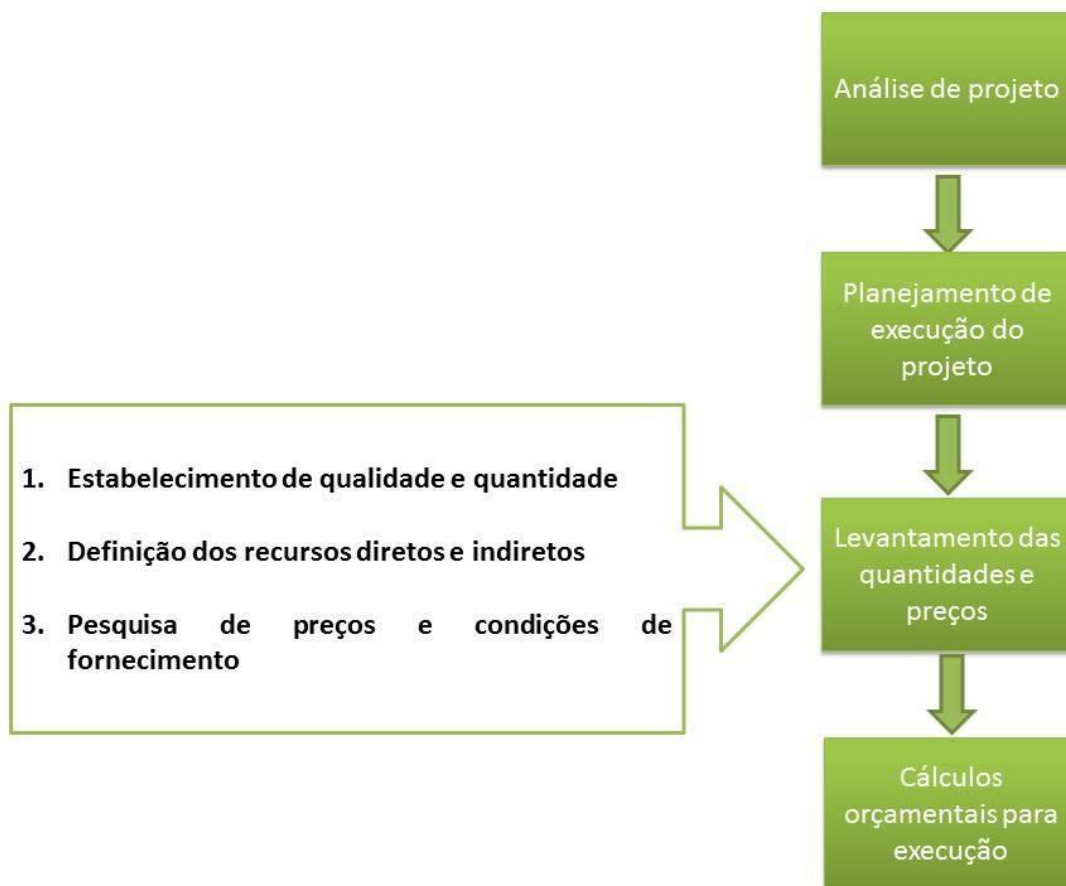 Análise de projeto
Planejamento de
execução do
projeto
1. Estabelecimento de qualidade e quantidade
2. Definição dos recursos diretos e indiretos
3. Pesquisa de preços e condições de
fornecimento
Levantamento das
quantidades e
preços
Cálculos
orçamentais para
execução